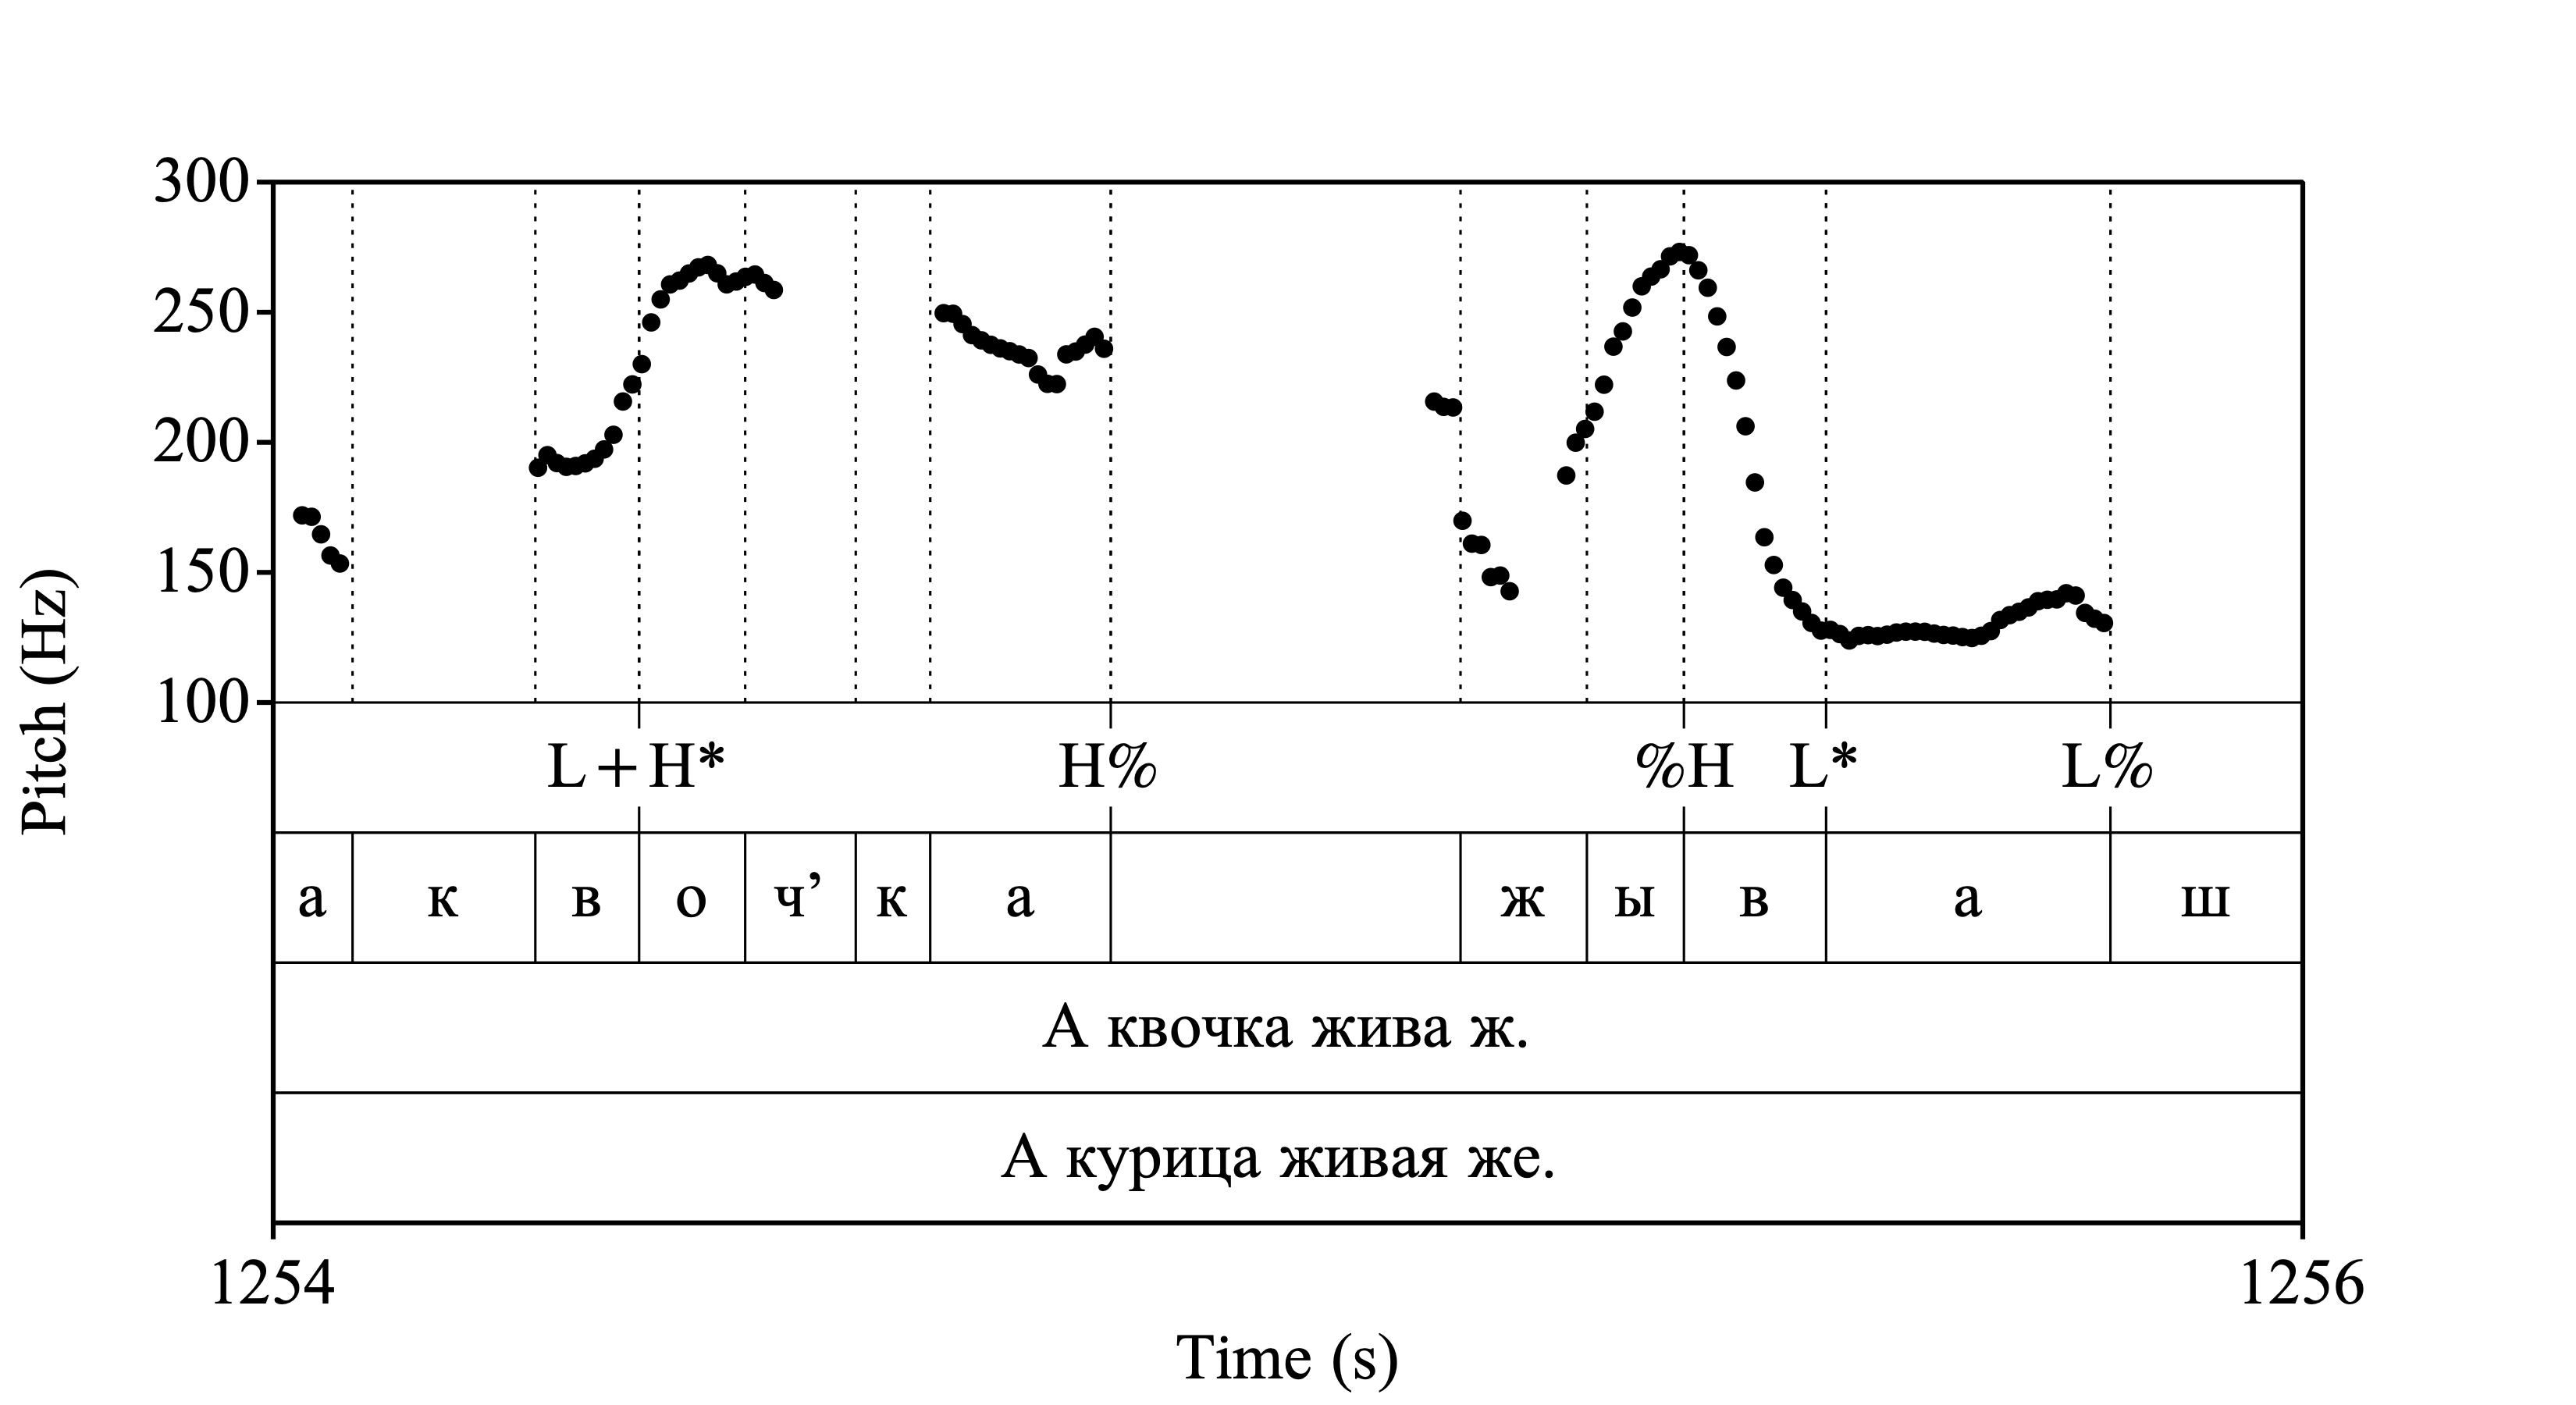 300
250
200
150
100
Pitch (Hz)
L+H* H% %H L* L%
а к в о ч’ к а ж ы в а ш
А квочка жива ж.
А курица живая же.
1254 1256
Time (s)